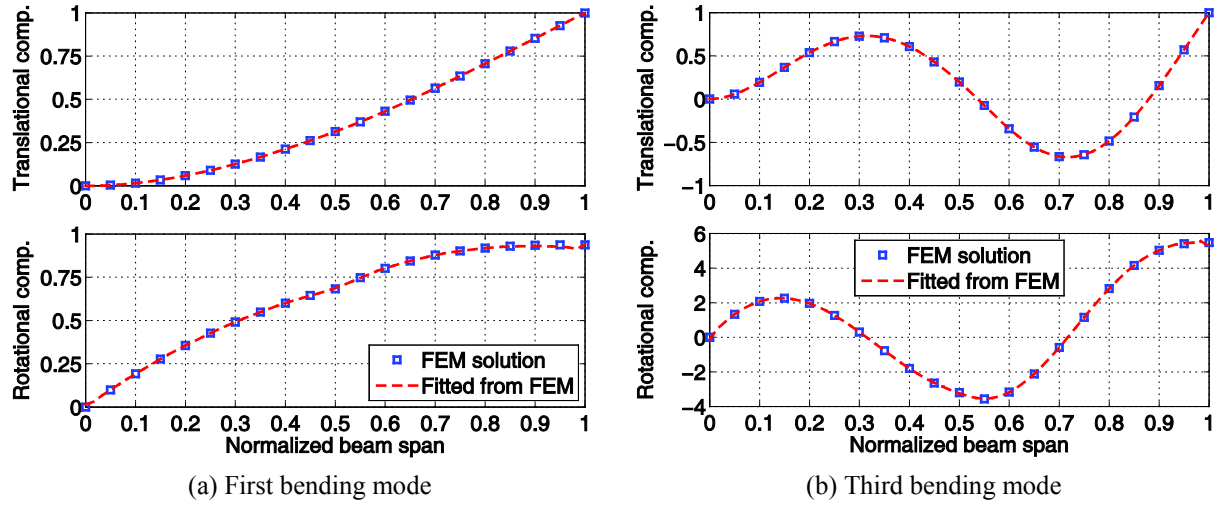 Translational comp.
1
0.75
0.5
0.25
0
0 0.1 0.2 0.3 0.4 0.5 0.6 0.7 0.8 0.9 1
Rotational comp.
1
0.75
0.5
0.25
0
FEM solution
Fitted from FEM
0 0.1 0.2 0.3 0.4 0.5 0.6 0.7 0.8 0.9 1
Normalized beam span
(a) First bending mode
Translational comp.
1
0.5
0
−0.5
−1
0 0.1 0.2 0.3 0.4 0.5 0.6 0.7 0.8 0.9 1
Rotational comp.
6
4
2
0
−2
−4
FEM solution
Fitted from FEM
0 0.1 0.2 0.3 0.4 0.5 0.6 0.7 0.8 0.9 1
Normalized beam span
(b) Third bending mode